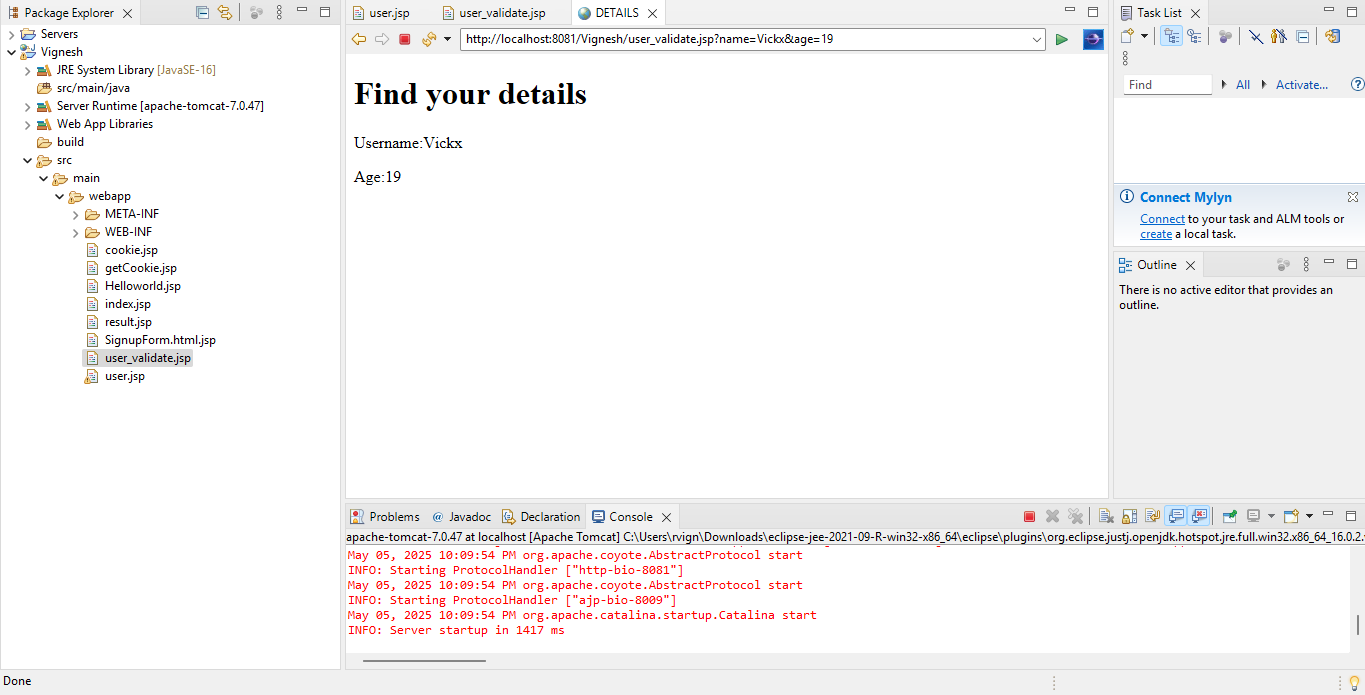 Package Explorer
Servers
Vignesh
JRE System Library [JavaSE-16]
src/main/java
Server Runtime [apache-tomcat-7.0.47]
Web App Libraries
build
src
main
webapp
META-INF
WEB-INF
cookie.jsp
getCookie.jsp
Helloworld.jsp
index.jsp
result.jsp
SignupForm.html.jsp
user_validate.jsp
user.jsp
user.jsp user_validate.jsp DETAILS
http://localhost:8081/Vignesh/user_validate.jsp?name=Vickx&age=19
Find your details
Username:Vickx
Age:19
Task List
Find All Activate...
Connect Mylyn
Connect to your task and ALM tools or
create a local task.
Outline
There is no active editor that provides an
outline.
Problems @ Javadoc Declaration Console
apache-tomcat-7.0.47 at localhost [Apache Tomcat] C:\Users\rvign\Downloads\eclipse-jee-2021-09-R-win32-x86_64\eclipse\plugins\org.eclipse.justj.openjdk.hotspot.jre.full.win32.x86_64_16.0.2.v
May 05, 2025 10:09:54 PM org.apache.coyote.AbstractProtocol start
INFO: Starting ProtocolHandler ["http-bio-8081"]
May 05, 2025 10:09:54 PM org.apache.coyote.AbstractProtocol start
INFO: Starting ProtocolHandler ["ajp-bio-8009"]
May 05, 2025 10:09:54 PM org.apache.catalina.startup.Catalina start
INFO: Server startup in 1417 ms
Done